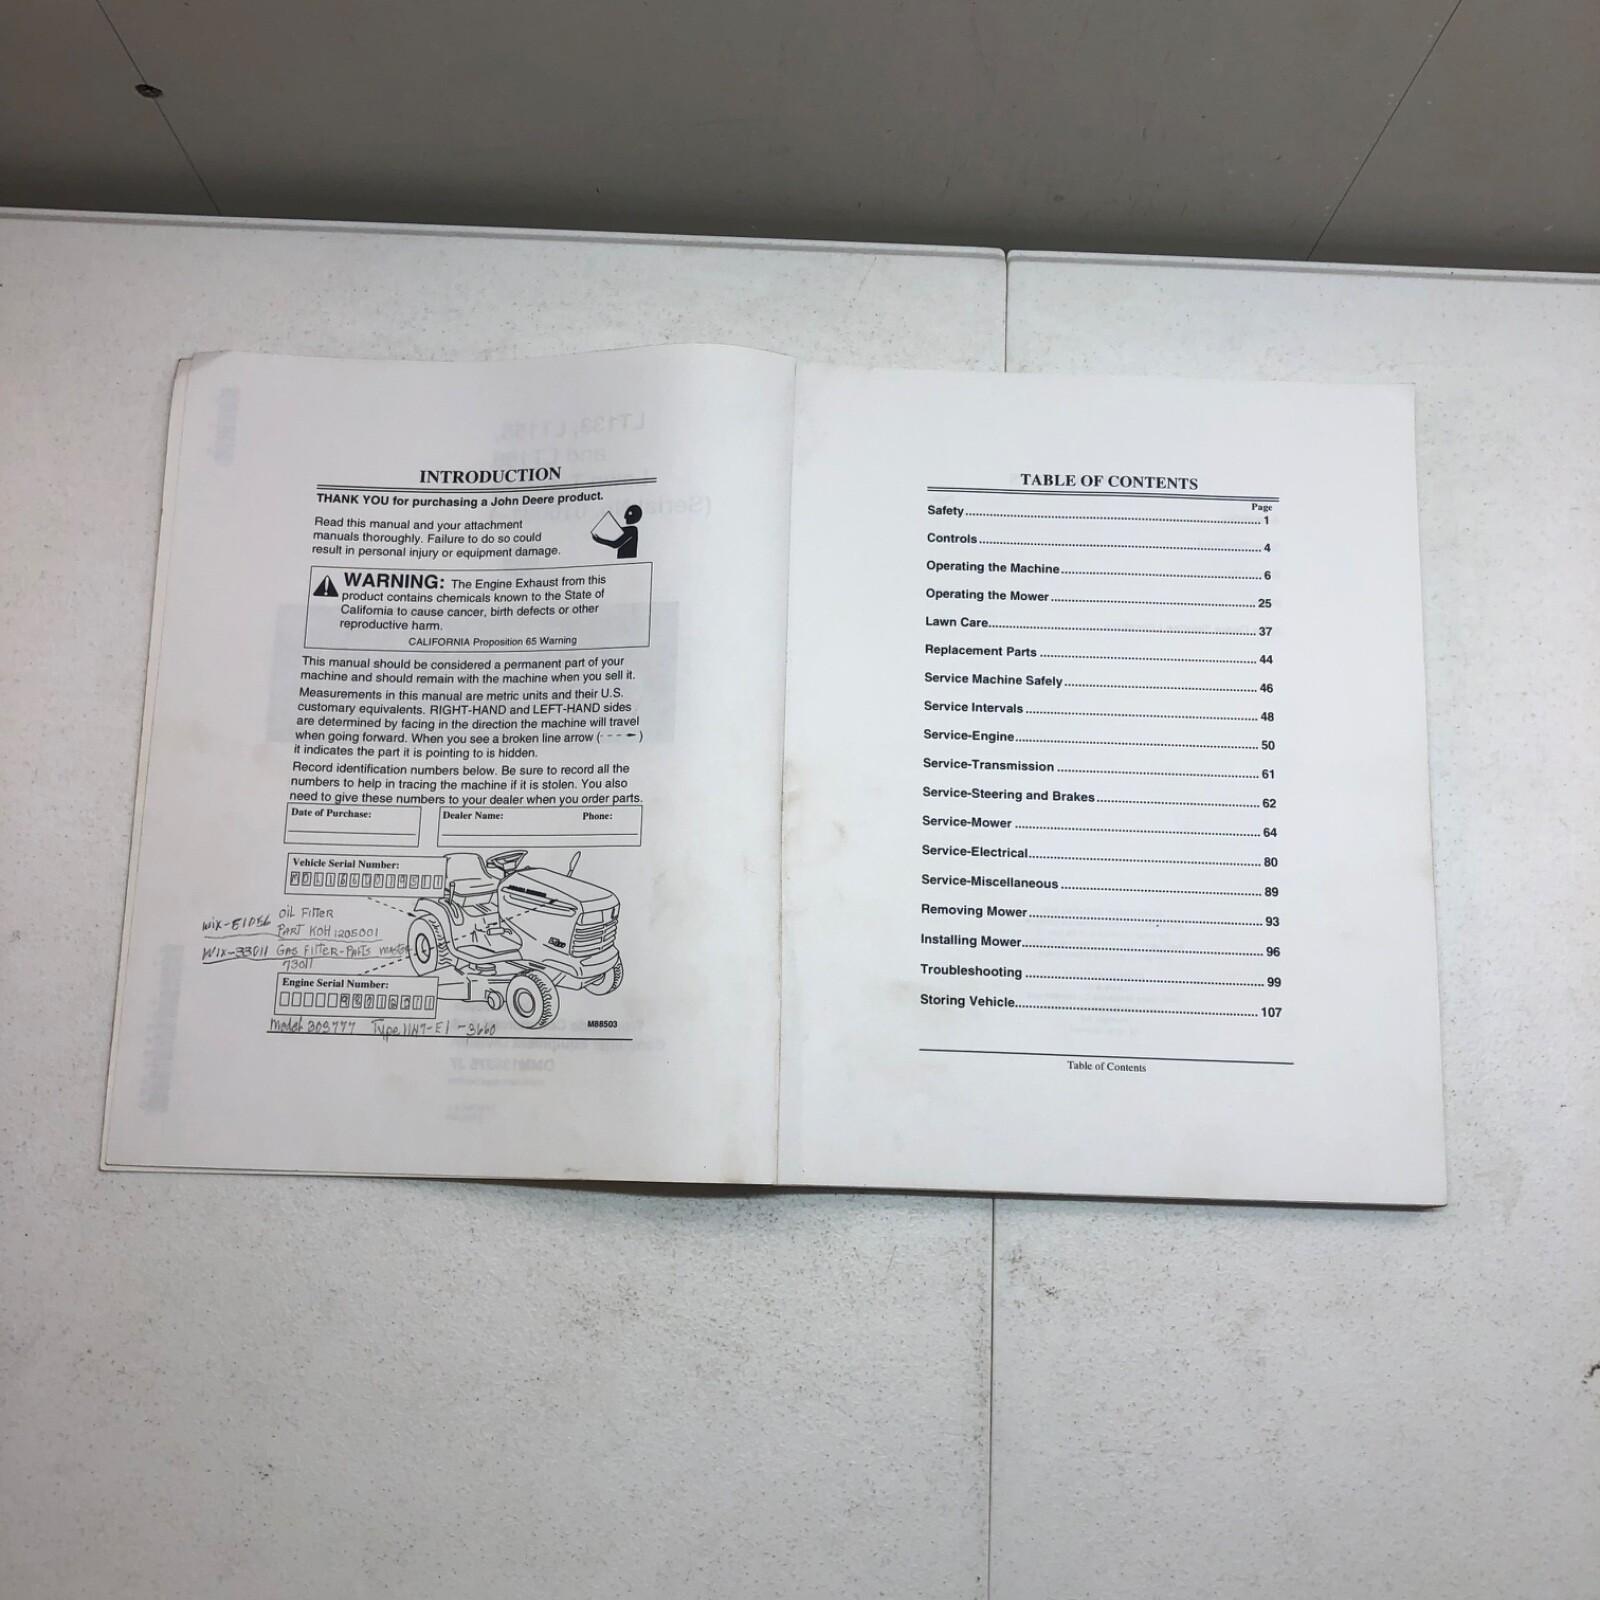 INTRODUCTION
THANK YOU for purchasing a John Deere product.
Read this manual and your attachment
manuals thoroughly. Failure to do so could
result in personal injury or equipment damage.
WARNING: The Engine Exhaust from this
product contains chemicals known to the State of
California to cause cancer, birth defects or other
reproductive harm.
CALIFORNIA Proposition 65 Warning
This manual should be considered a permanent part of your
machine and should remain with the machine when you sell it.
Measurements in this manual are metric units and their U.S.
customary equivalents. RIGHT-HAND and LEFT-HAND sides
are determined by facing in the direction the machine will travel
when going forward. When you see a broken line arrow (- - - )
it indicates the part it is pointing to is hidden.
Record identification numbers below. Be sure to record all the
numbers to help in tracing the machine if it is stolen. You also
need to give these numbers to your dealer when you order parts.
Date of Purchase:
Dealer Name: Phone:
Vehicle Serial Number:
OIL FILTER
PART KOH 1205001
WIX-33011 GAS FILTER-PARTS MASTER
73011
Engine Serial Number:
Model 303777 Type 1147-E1 -3660
M88503
TABLE OF CONTENTS
Page
Safety 1
Controls 4
Operating the Machine 6
Operating the Mower 25
Lawn Care 37
Replacement Parts 44
Service Machine Safely 46
Service Intervals 48
Service-Engine 50
Service-Transmission 61
Service-Steering and Brakes 62
Service-Mower 64
Service-Electrical 80
Service-Miscellaneous 89
Removing Mower 93
Installing Mower 96
Troubleshooting 99
Storing Vehicle 107
Table of Contents